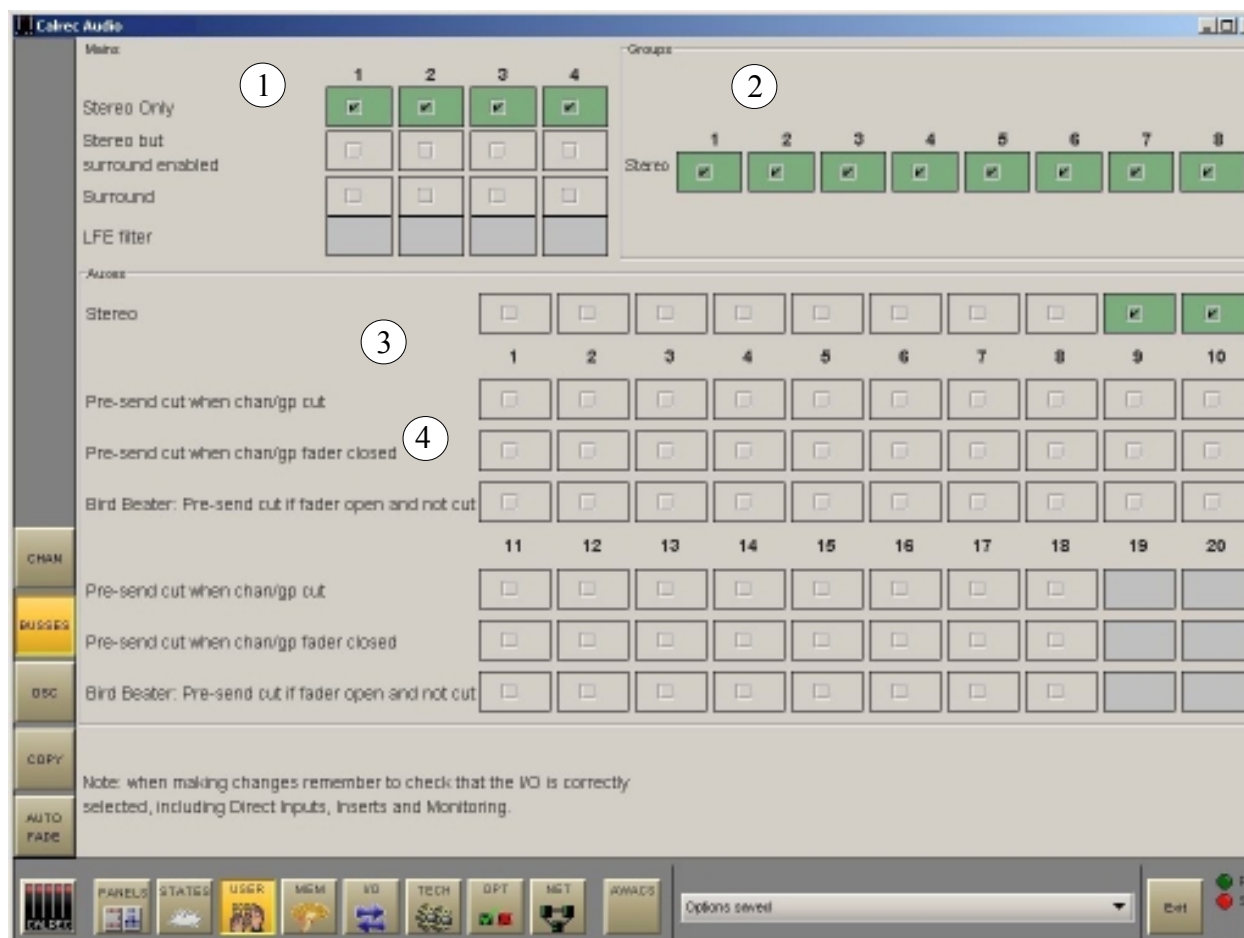 Calrec Audio
Mains
1 2 3 4
1
Stereo Only
Stereo but
surround enabled
Surround
LFE filter
Groups
2
1 2 3 4 5 6 7 8
Stereo
Auxes
Stereo
3
1 2 3 4 5 6 7 8 9 10
Pre-send cut when chan/gp cut
4
Pre-send cut when chan/gp fader closed
Bird Beater: Pre-send cut if fader open and not cut
11 12 13 14 15 16 17 18 19 20
Pre-send cut when chan/gp cut
Pre-send cut when chan/gp fader closed
Bird Beater: Pre-send cut if fader open and not cut
Note: when making changes remember to check that the I/O is correctly
selected, including Direct Inputs, Inserts and Monitoring.
CHAN
BUSSES
OSC
COPY
AUTO
FADE
CALREC
PANELS
STATES
USER
MEM
I/O
TECH
OPT
NET
AWACS
Options saved
Exit